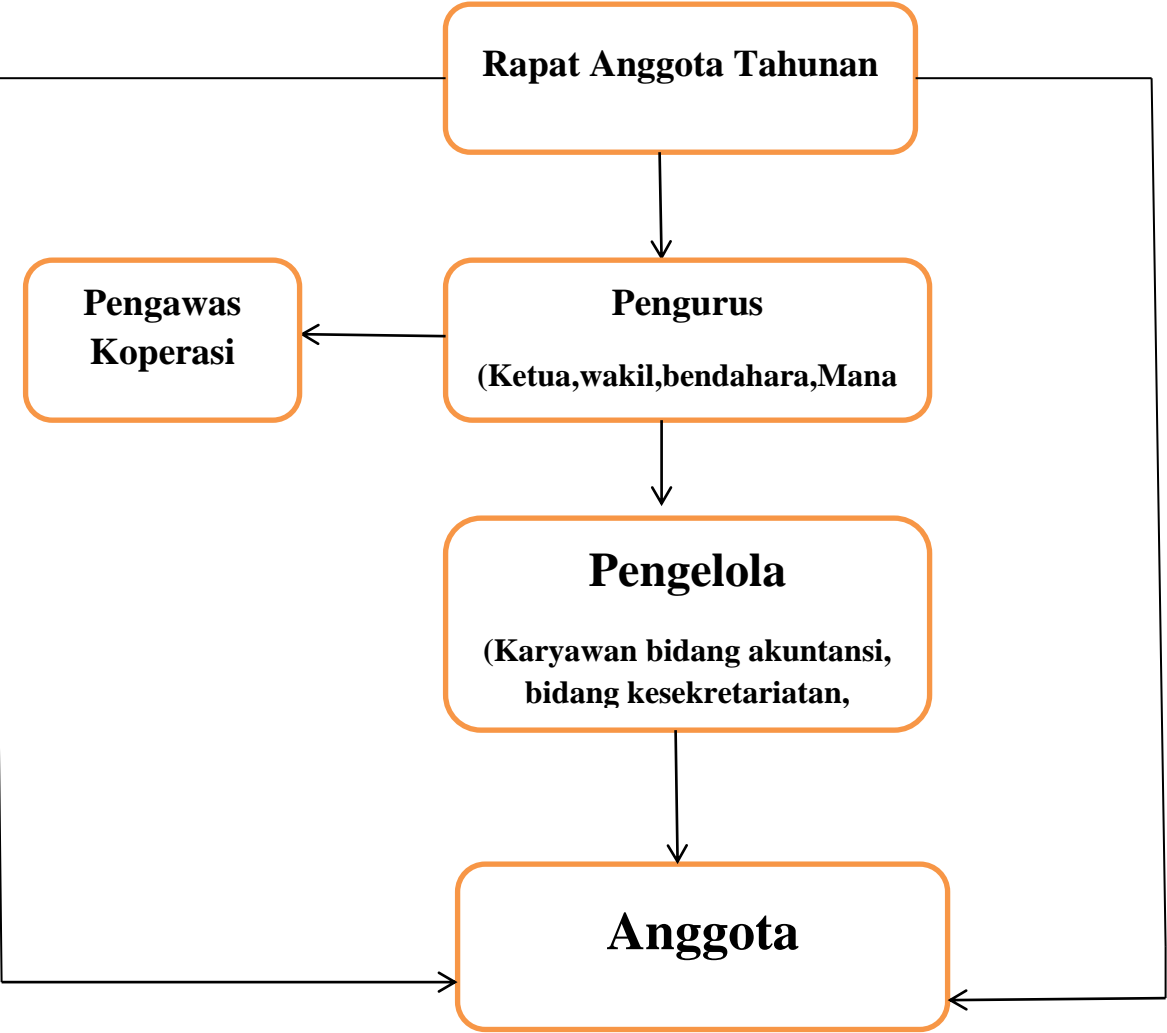 Rapat Anggota Tahunan
Pengawas
Koperasi
Pengurus
(Ketua,wakil,bendahara,Mana
Pengelola
(Karyawan bidang akuntansi,
bidang kesekretariatan,
Anggota